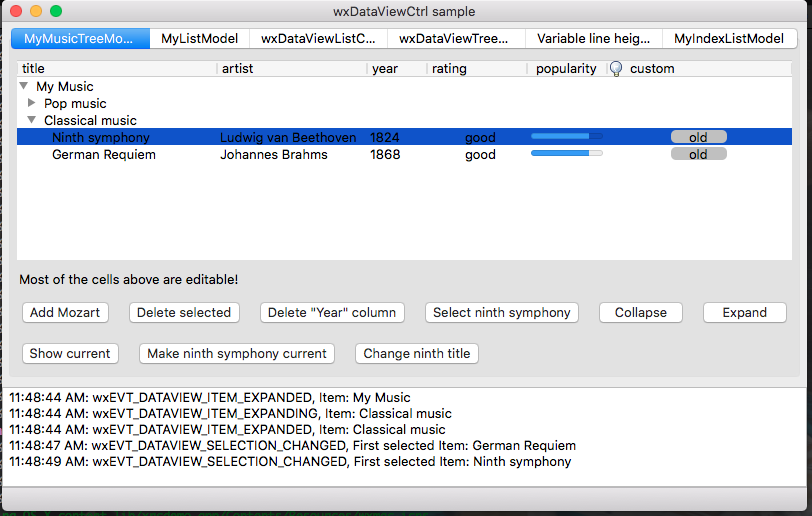 wxDataViewCtrl sample
MyMusicTreeMo... MyListModel wxDataViewListC... wxDataViewTree... Variable line heig... MyIndexListModel
title artist year rating popularity custom
My Music
Pop music
Classical music
Ninth symphony Ludwig van Beethoven 1824 good old
German Requiem Johannes Brahms 1868 good old
Most of the cells above are editable!
Add Mozart Delete selected Delete "Year" column Select ninth symphony Collapse Expand
Show current Make ninth symphony current Change ninth title
11:48:44 AM: wxEVT_DATAVIEW_ITEM_EXPANDED, Item: My Music
11:48:44 AM: wxEVT_DATAVIEW_ITEM_EXPANDING, Item: Classical music
11:48:44 AM: wxEVT_DATAVIEW_ITEM_EXPANDED, Item: Classical music
11:48:47 AM: wxEVT_DATAVIEW_SELECTION_CHANGED, First selected Item: German Requiem
11:48:49 AM: wxEVT_DATAVIEW_SELECTION_CHANGED, First selected Item: Ninth symphony